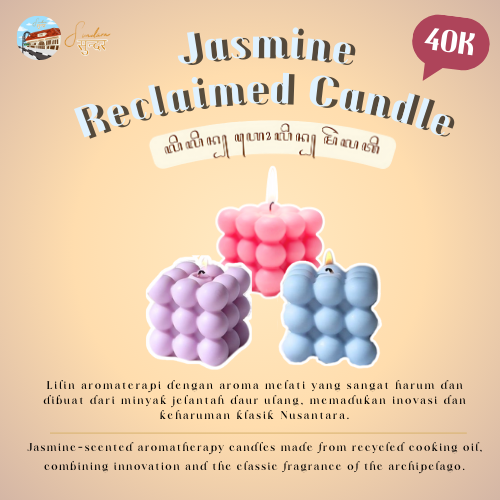 सुन्दर
Jasmine
40K
Reclaimed Candle
Lilin aromaterapi dengan aroma melati yang sangat harum dan
dibuat dari minyak jelantah daur ulang, memadukan inovasi dan
keharuman klasik Nusantara.
Jasmine-scented aromatherapy candles made from recycled cooking oil,
combining innovation and the classic fragrance of the archipelago.